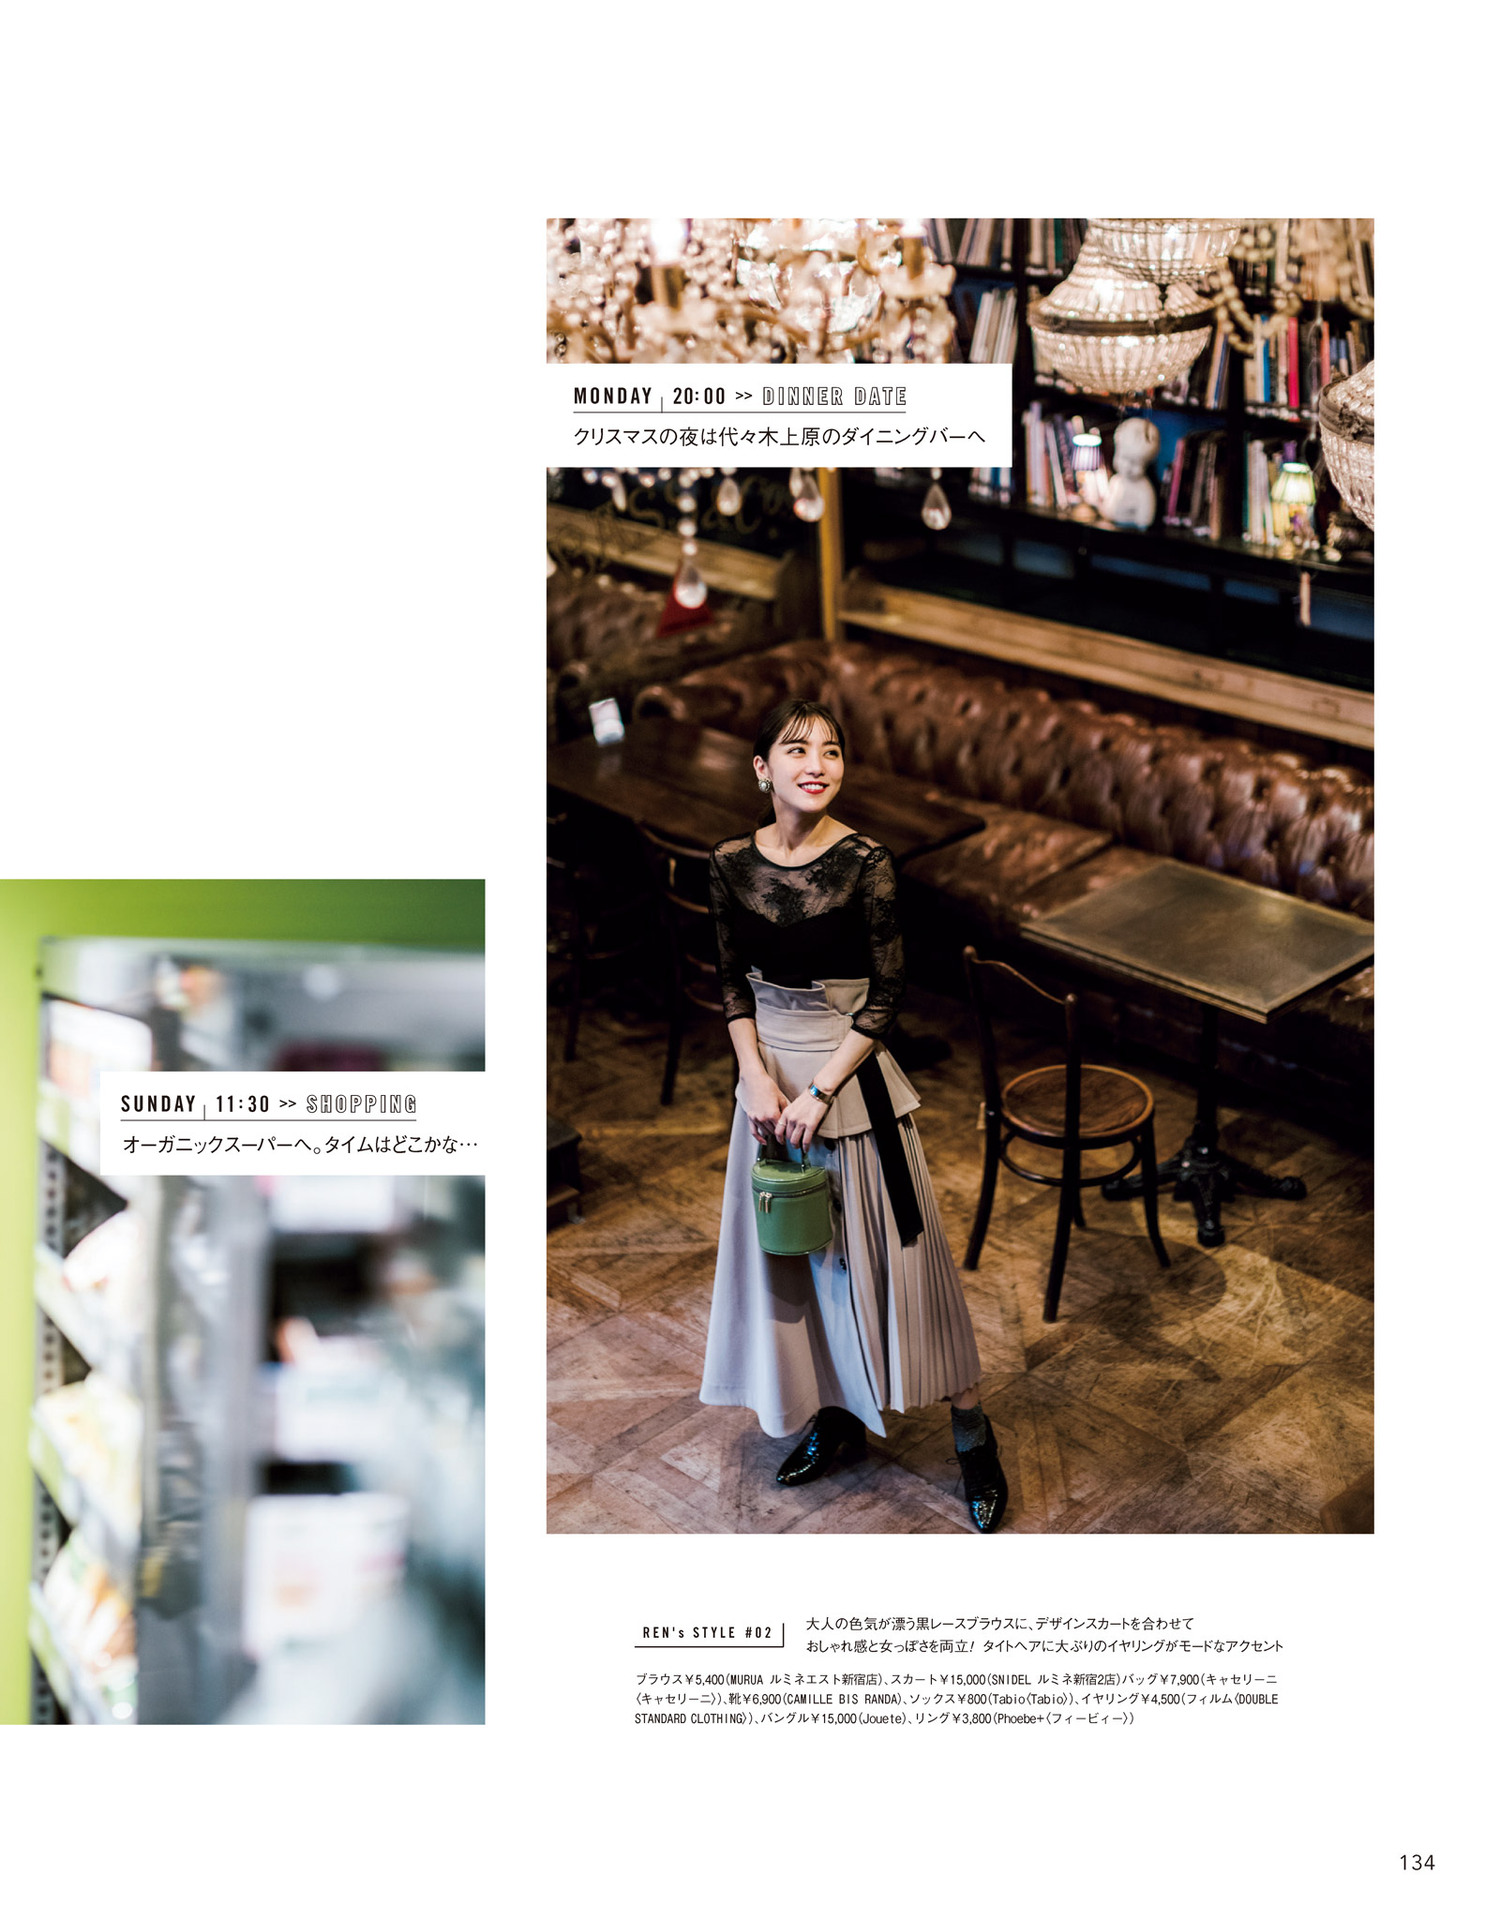 MONDAY 20:00 >> DINNER DATE
クリスマスの夜は代々木上原のダイニングバーへ
SUNDAY 11:30 >> SHOPPING
オーガニックスーパーへ。タイムはどこかな…
REN's STYLE #02
大人の色気が漂う黒レースブラウスに、デザインスカートを合わせて
おしゃれ感と女っぽさを両立！ タイトヘアに大ぶりのイヤリングがモードなアクセント
ブラウス¥5,400(MURUA ルミネエスト新宿店)、スカート¥15,000(SNIDEL ルミネ新宿2店)バッグ¥7,900(キャセリーニ
〈キャセリーニ〉)、靴¥6,900(CAMILLE BIS RANDA)、ソックス¥800(Tabio〈Tabio〉)、イヤリング¥4,500(フィルム〈DOUBLE
STANDARD CLOTHING〉)、バングル¥15,000(Jouete)、リング¥3,800(Phoebe+〈フィービィー〉)
134